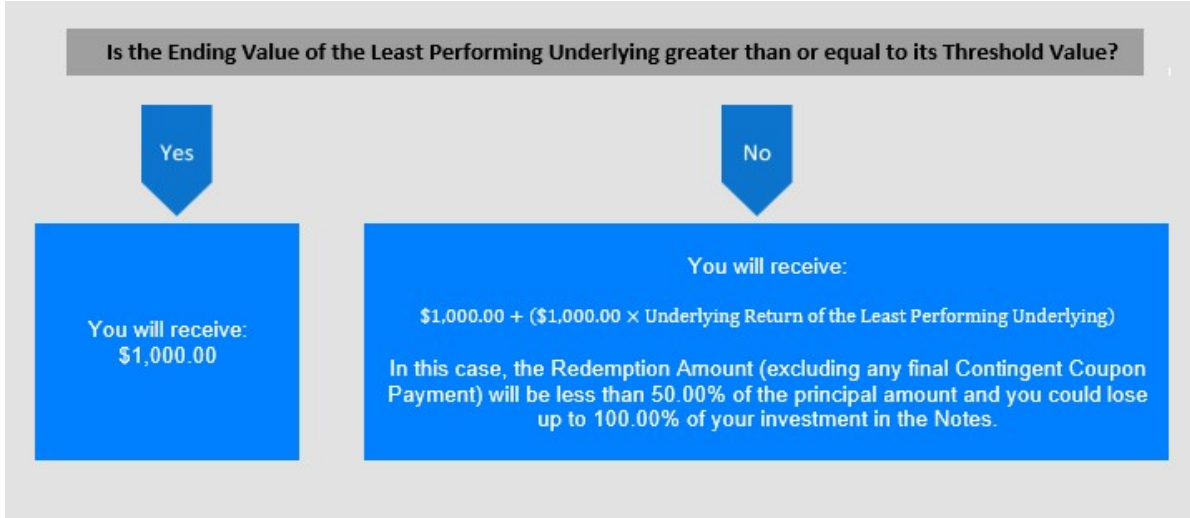 Is the Ending Value of the Least Performing Underlying greater than or equal to its Threshold Value?
Yes
No
You will receive:
$1,000.00
You will receive:
$1,000.00 + ($1,000.00 × Underlying Return of the Least Performing Underlying)
In this case, the Redemption Amount (excluding any final Contingent Coupon
Payment) will be less than 50.00% of the principal amount and you could lose
up to 100.00% of your investment in the Notes.